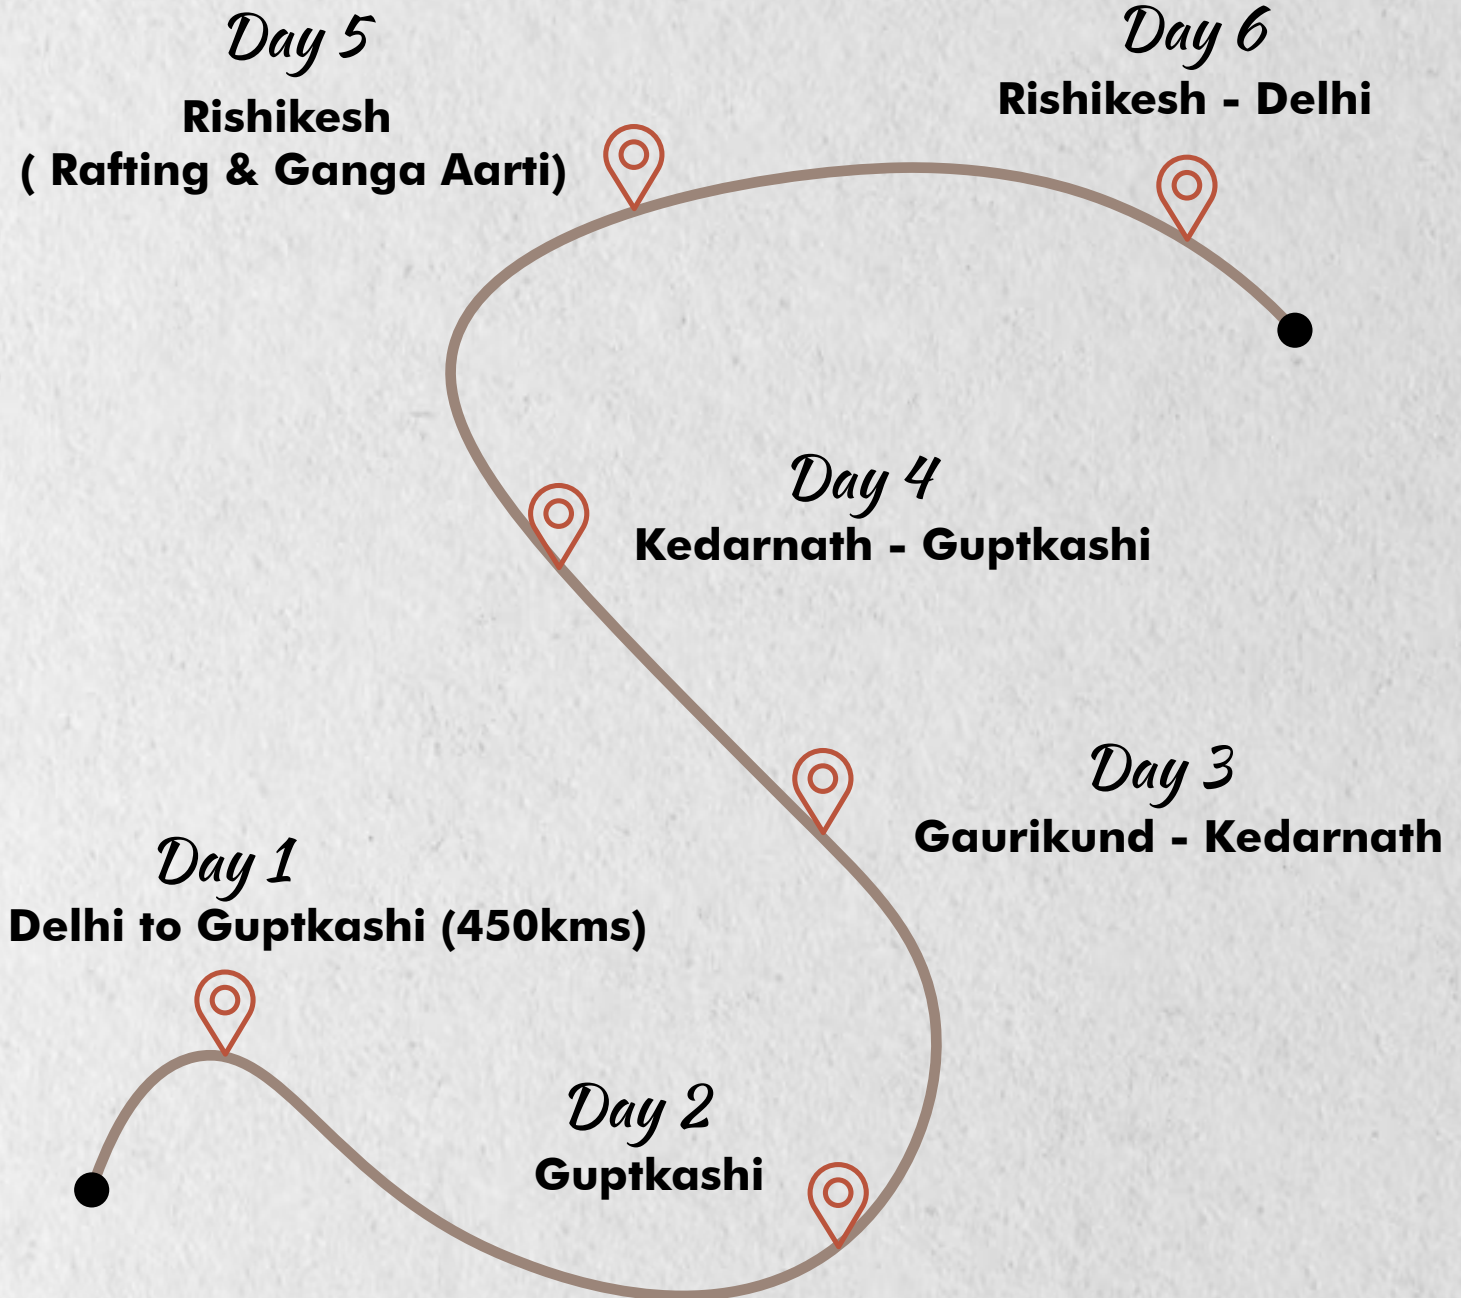 Day 5
Rishikesh
( Rafting & Ganga Aarti)
Day 6
Rishikesh - Delhi
Day 4
Kedarnath - Guptkashi
Day 3
Gaurikund - Kedarnath
Day 1
Delhi to Guptkashi (450kms)
Day 2
Guptkashi